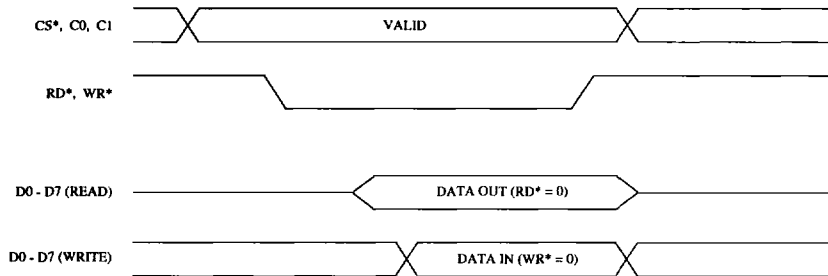 CS*, C0, C1
VALID
RD*, WR*
D0 - D7 (READ)
DATA OUT (RD* = 0)
D0 - D7 (WRITE)
DATA IN (WR* = 0)